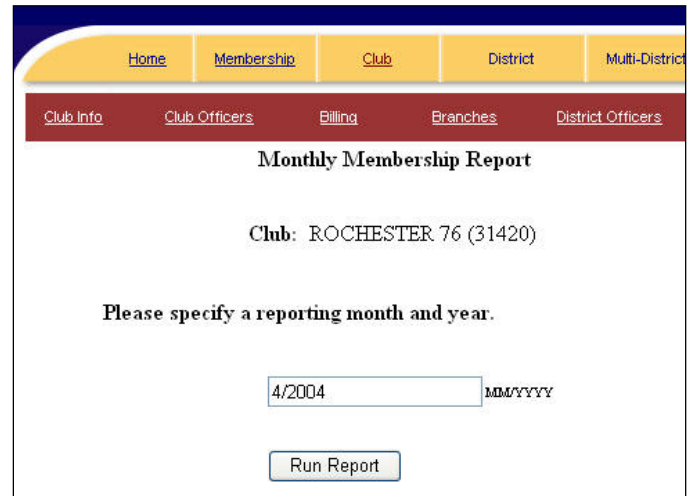 Home Membership Club District Multi-District
Club Info Club Officers Billing Branches District Officers
Monthly Membership Report
Club: ROCHESTER 76 (31420)
Please specify a reporting month and year.
4/2004 MM/YYYY
Run Report